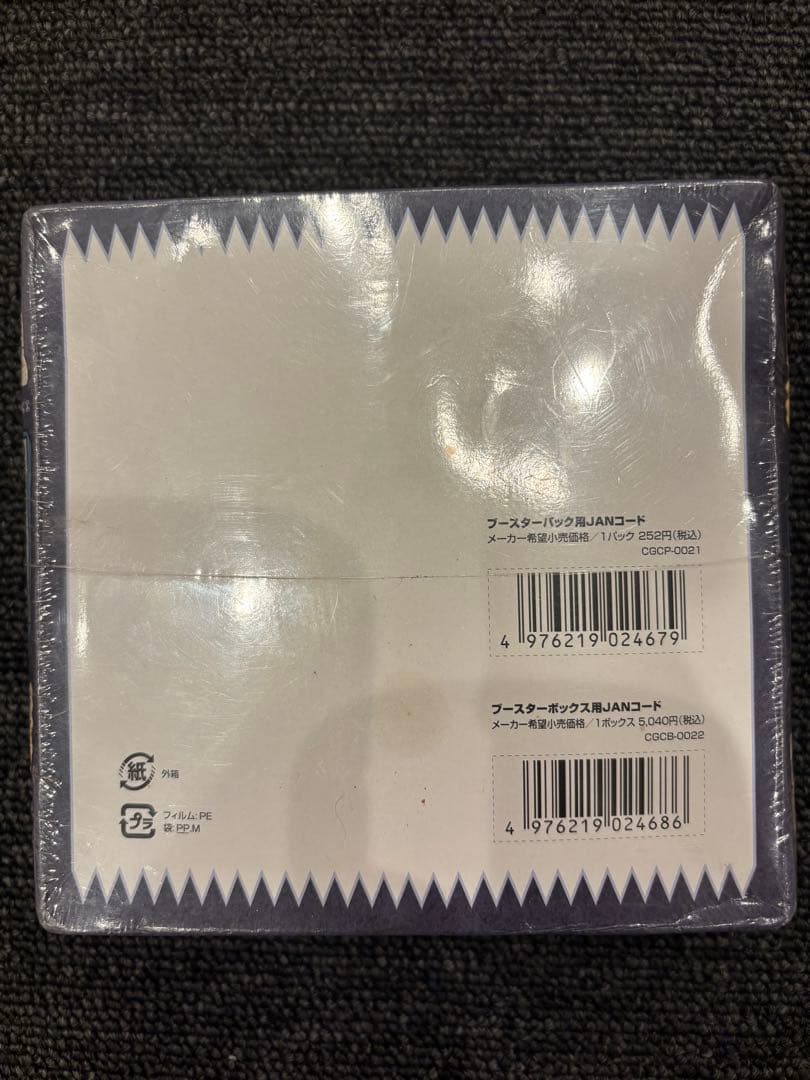 ブースターパック用JANコード
メーカー希望小売価格／1パック 252円(税込)
CGCP-0021
4 976219 024679
ブースターボックス用JANコード
メーカー希望小売価格／1ボックス 5,040円(税込)
CGCB-0022
4 976219 024686
紙 外箱
プラ フィルム:PE
袋:PP,M